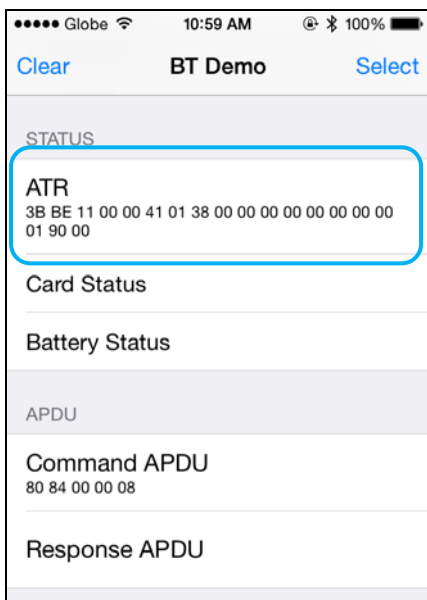 Globe 10:59 AM 100%
Clear BT Demo Select
STATUS
ATR
3B BE 11 00 00 41 01 38 00 00 00 00 00 00 00 00
01 90 00
Card Status
Battery Status
APDU
Command APDU
80 84 00 00 08
Response APDU